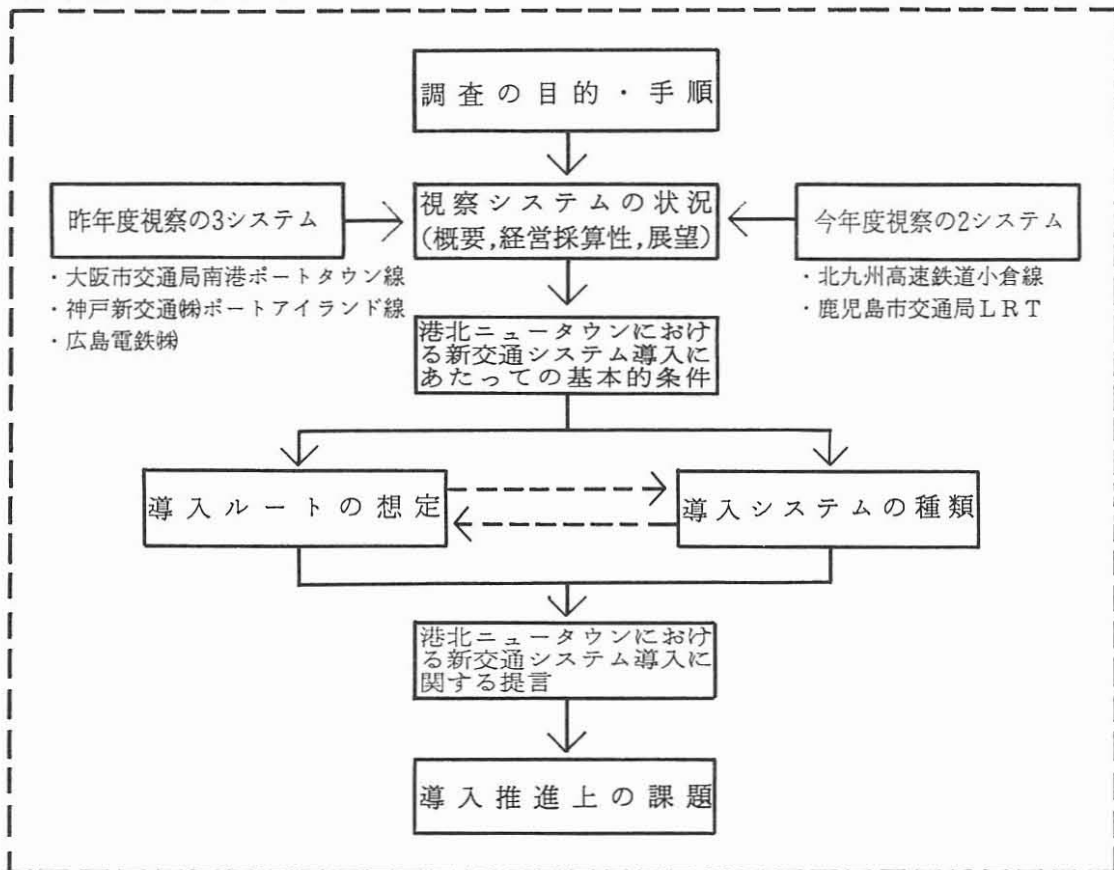 調査の目的・手順
昨年度視察の3システム
・大阪市交通局南港ポートタウン線
・神戸新交通㈱ポートアイランド線
・広島電鉄㈱
視察システムの状況
(概要,経営採算性,展望)
今年度視察の2システム
・北九州高速鉄道小倉線
・鹿児島市交通局LRT
港北ニュータウンにおけ
る新交通システム導入に
あたっての基本的条件
導入ルートの想定
導入システムの種類
港北ニュータウンにおけ
る新交通システム導入に
関する提言
導入推進上の課題